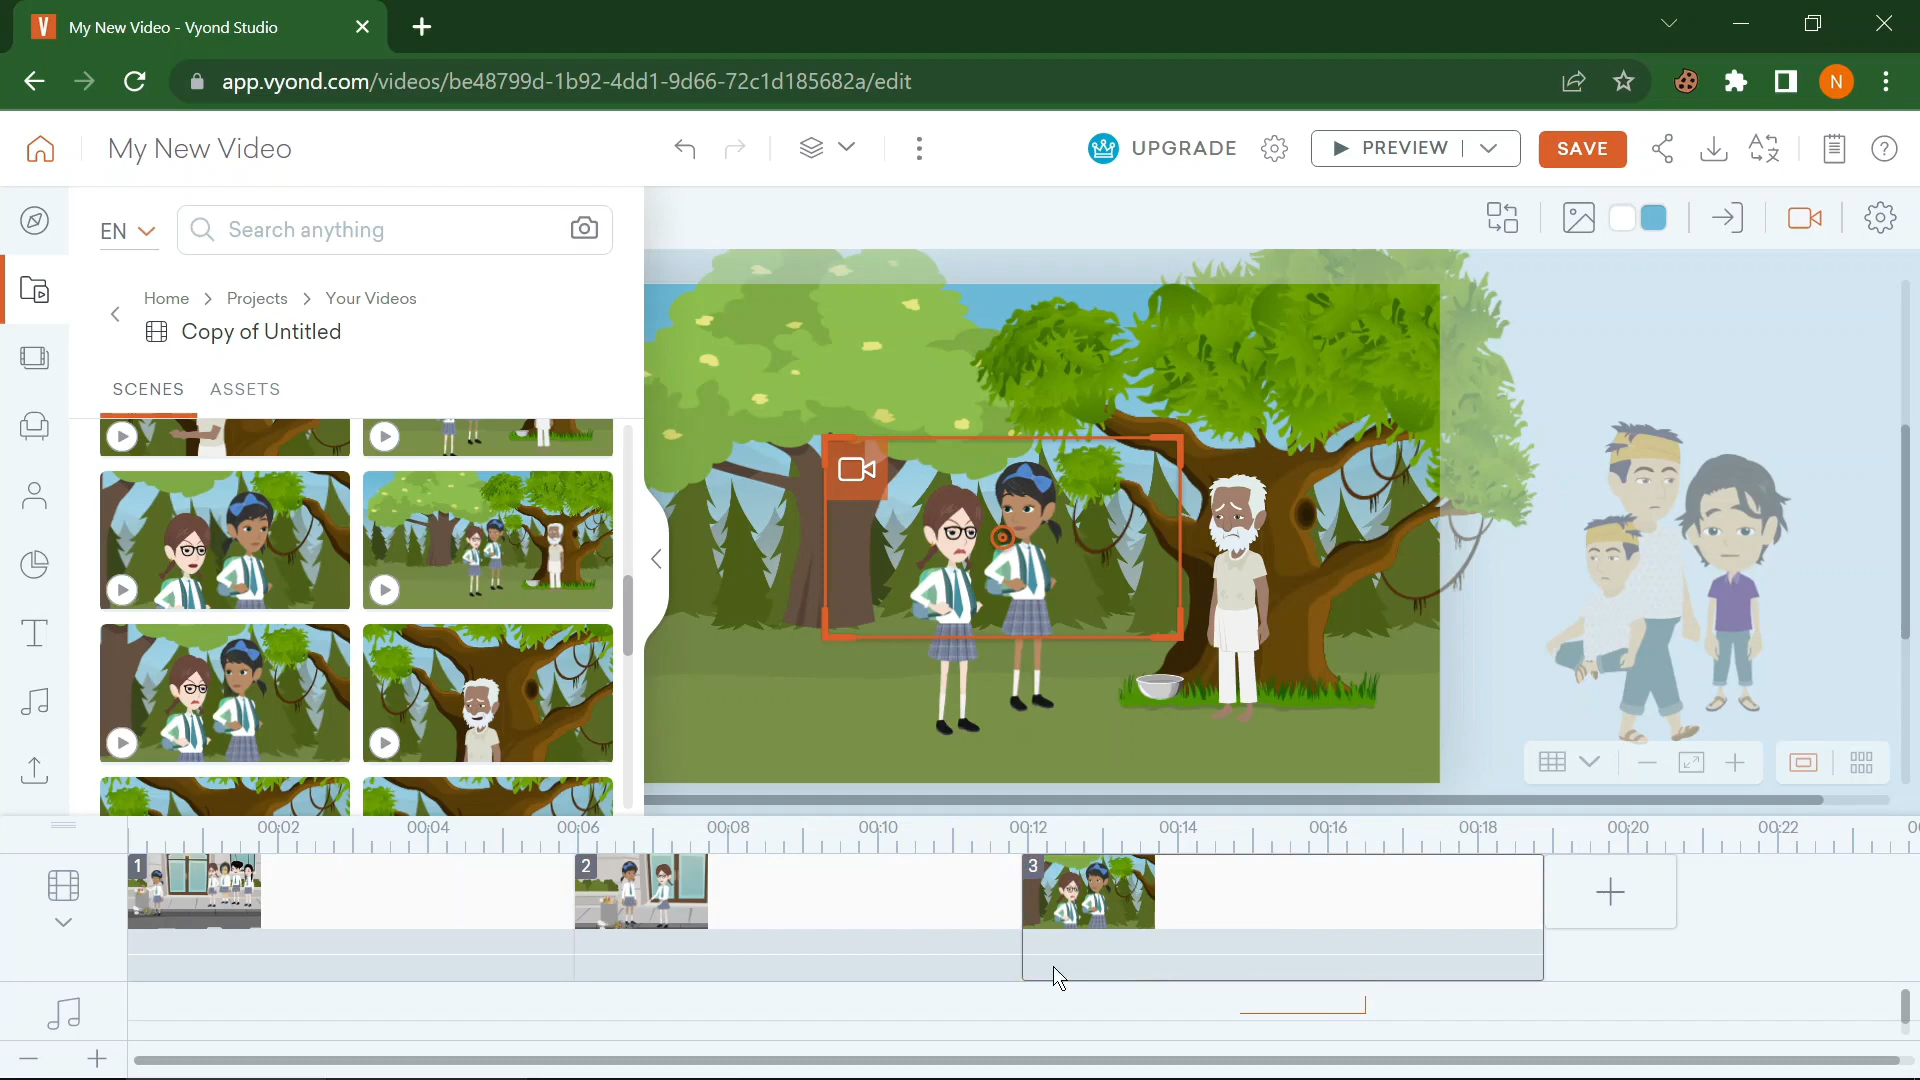 My New Video - Vyond Studio
app.vyond.com/videos/be48799d-1b92-4dd1-9d66-72c1d185682a/edit
N
My New Video
UPGRADE
PREVIEW
SAVE
EN
Search anything
Home > Projects > Your Videos
Copy of Untitled
SCENES
ASSETS
00:02
00:04
00:06
00:08
00:10
00:12
00:14
00:16
00:18
00:20
00:22
1
2
3